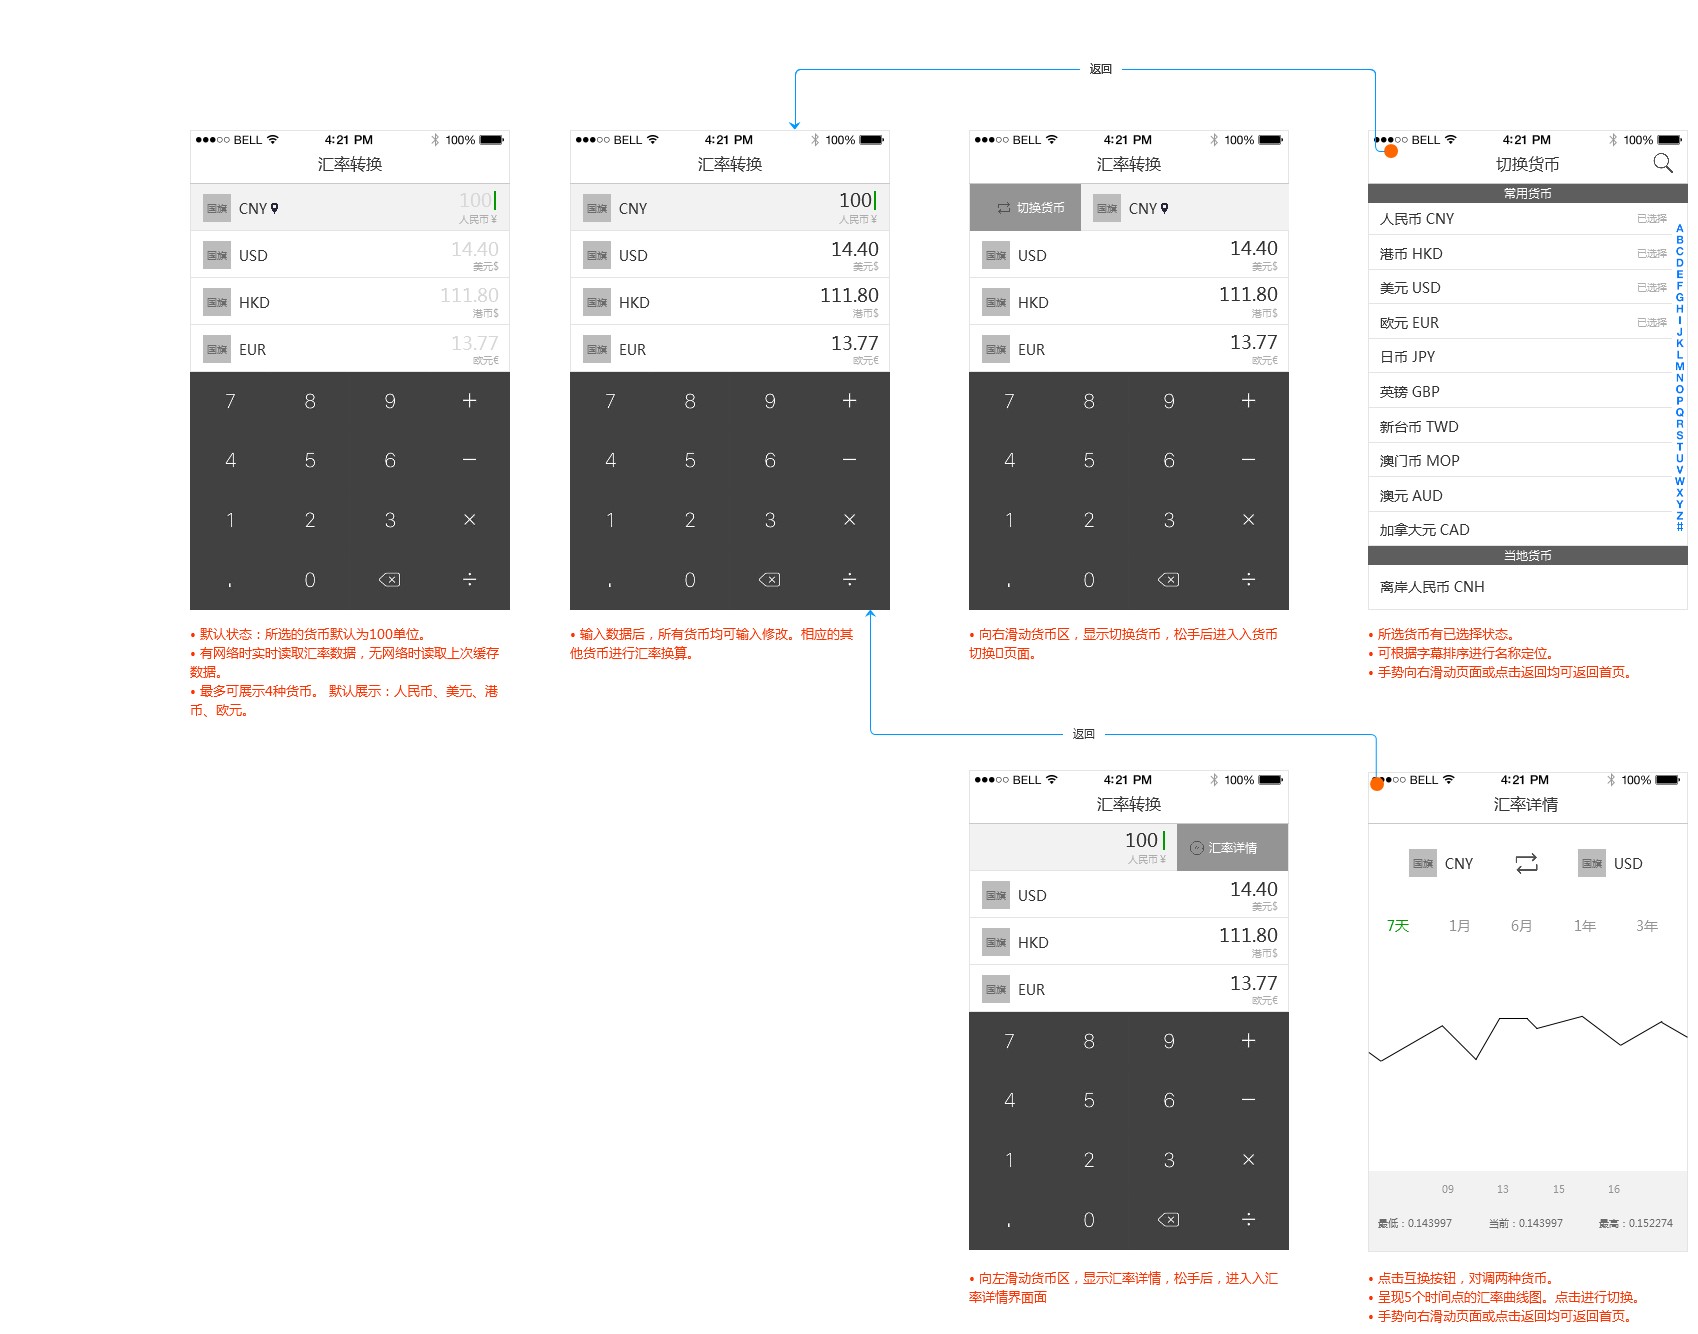 返回
●●●○○ BELL 4:21 PM 100%
汇率转换
国旗 CNY 100
人民币¥
国旗 USD 14.40
美元$
国旗 HKD 111.80
港币$
国旗 EUR 13.77
欧元€
7 8 9 +
4 5 6 −
1 2 3 ×
. 0 ÷
• 默认状态：所选的货币默认为100单位。
• 有网络时实时读取汇率数据，无网络时读取上次缓存
数据。
• 最多可展示4种货币。 默认展示：人民币、美元、港
币、欧元。
●●●○○ BELL 4:21 PM 100%
汇率转换
国旗 CNY 100
人民币¥
国旗 USD 14.40
美元$
国旗 HKD 111.80
港币$
国旗 EUR 13.77
欧元€
7 8 9 +
4 5 6 −
1 2 3 ×
. 0 ÷
• 输入数据后，所有货币均可输入修改。相应的其
他货币进行汇率换算。
●●●○○ BELL 4:21 PM 100%
汇率转换
切换货币 国旗 CNY
国旗 USD 14.40
美元$
国旗 HKD 111.80
港币$
国旗 EUR 13.77
欧元€
7 8 9 +
4 5 6 −
1 2 3 ×
. 0 ÷
• 向右滑动货币区，显示切换货币，松手后进入入货币
切换▯页面。
●●○○ BELL 4:21 PM 100%
切换货币
常用货币
人民币 CNY 已选择
港币 HKD 已选择
美元 USD 已选择
欧元 EUR 已选择
日币 JPY
英镑 GBP
新台币 TWD
澳门币 MOP
澳元 AUD
加拿大元 CAD
当地货币
离岸人民币 CNH
A
B
C
D
E
F
G
H
I
J
K
L
M
N
O
P
Q
R
S
T
U
V
W
X
Y
Z
#
• 所选货币有已选择状态。
• 可根据字幕排序进行名称定位。
• 手势向右滑动页面或点击返回均可返回首页。
返回
●●●○○ BELL 4:21 PM 100%
汇率转换
100 汇率详情
人民币¥
国旗 USD 14.40
美元$
国旗 HKD 111.80
港币$
国旗 EUR 13.77
欧元€
7 8 9 +
4 5 6 −
1 2 3 ×
. 0 ÷
• 向左滑动货币区，显示汇率详情，松手后，进入入汇
率详情界面面
●○○ BELL 4:21 PM 100%
汇率详情
国旗 CNY 国旗 USD
7天 1月 6月 1年 3年
09 13 15 16
最低：0.143997 当前：0.143997 最高：0.152274
• 点击互换按钮，对调两种货币。
• 呈现5个时间点的汇率曲线图。点击进行切换。
• 手势向右滑动页面或点击返回均可返回首页。